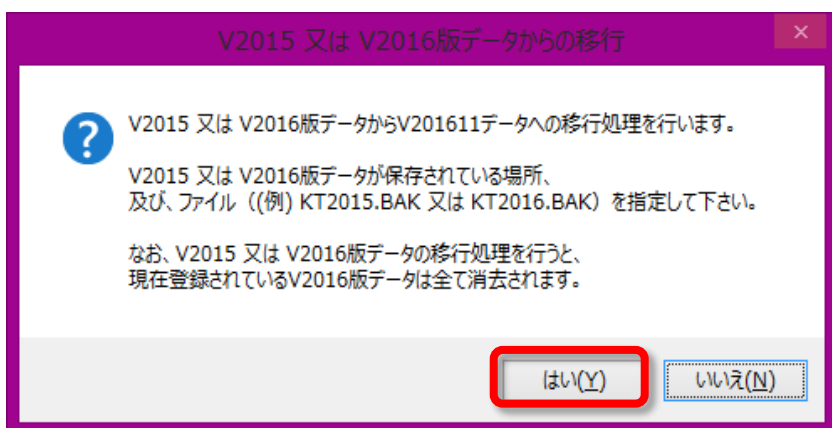 V2015 又は V2016版データからの移行
V2015 又は V2016版データからV201611データへの移行処理を行います。
V2015 又は V2016版データが保存されている場所、
及び、ファイル（(例) KT2015.BAK 又は KT2016.BAK）を指定して下さい。
なお、V2015 又は V2016版データの移行処理を行うと、
現在登録されているV2016版データは全て消去されます。
はい(Y) いいえ(N)